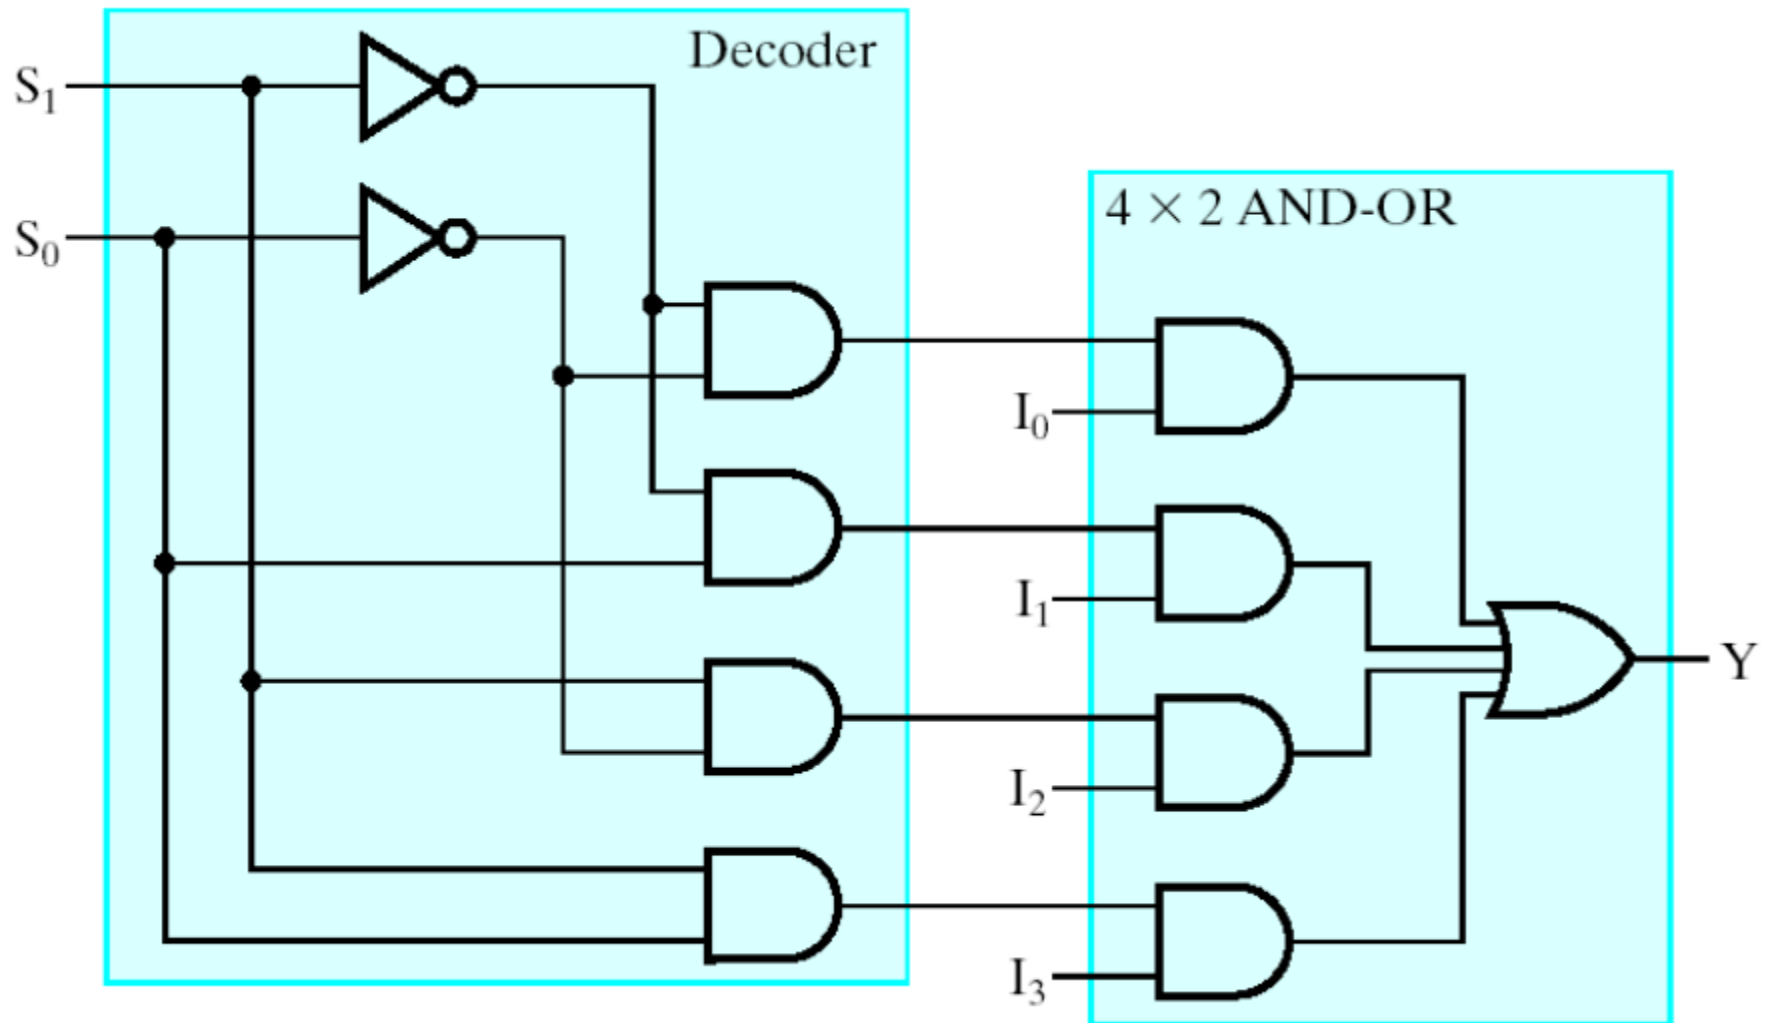 Decoder
S₁
S₀
4 × 2 AND-OR
I₀
I₁
Y
I₂
I₃